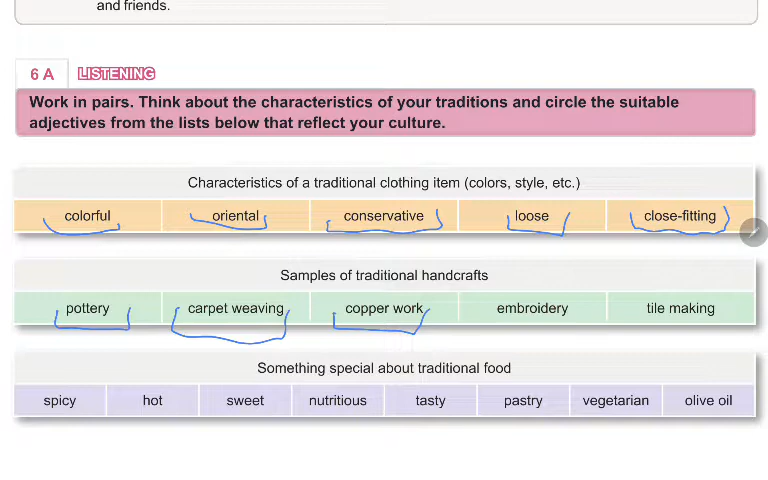 and friends.
6 A LISTENING
Work in pairs. Think about the characteristics of your traditions and circle the suitable
adjectives from the lists below that reflect your culture.
Characteristics of a traditional clothing item (colors, style, etc.)
colorful oriental conservative loose close-fitting
Samples of traditional handcrafts
pottery carpet weaving copper work embroidery tile making
Something special about traditional food
spicy hot sweet nutritious tasty pastry vegetarian olive oil